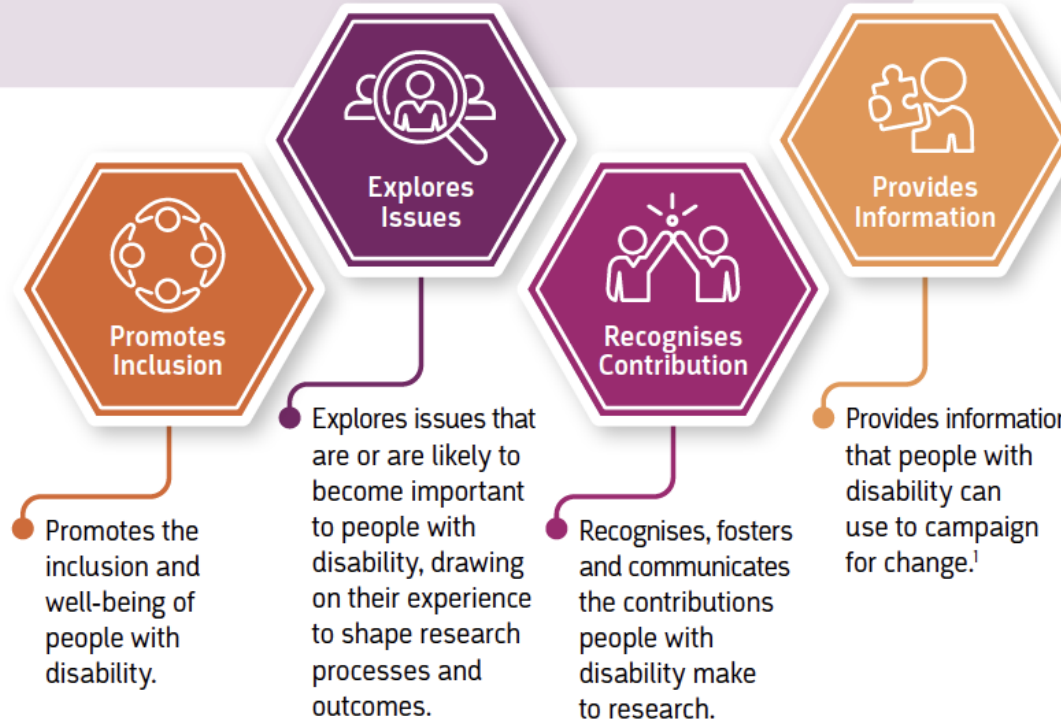 Promotes
Inclusion
Promotes the
inclusion and
well-being of
people with
disability.
Explores
Issues
Explores issues that
are or are likely to
become important
to people with
disability, drawing
on their experience
to shape research
processes and
outcomes.
Recognises
Contribution
Recognises, fosters
and communicates
the contributions
people with
disability make
to research.
Provides
Information
Provides information
that people with
disability can
use to campaign
for change.¹